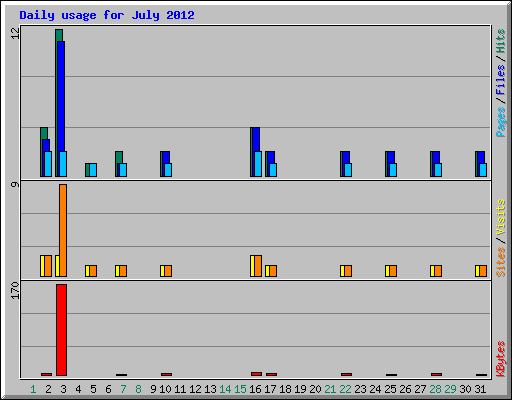 Daily usage for July 2012
12
Pages / Files / Hits
9
Sites / Visits
170
KBytes
1 2 3 4 5 6 7 8 9 10 11 12 13 14 15 16 17 18 19 20 21 22 23 24 25 26 27 28 29 30 31